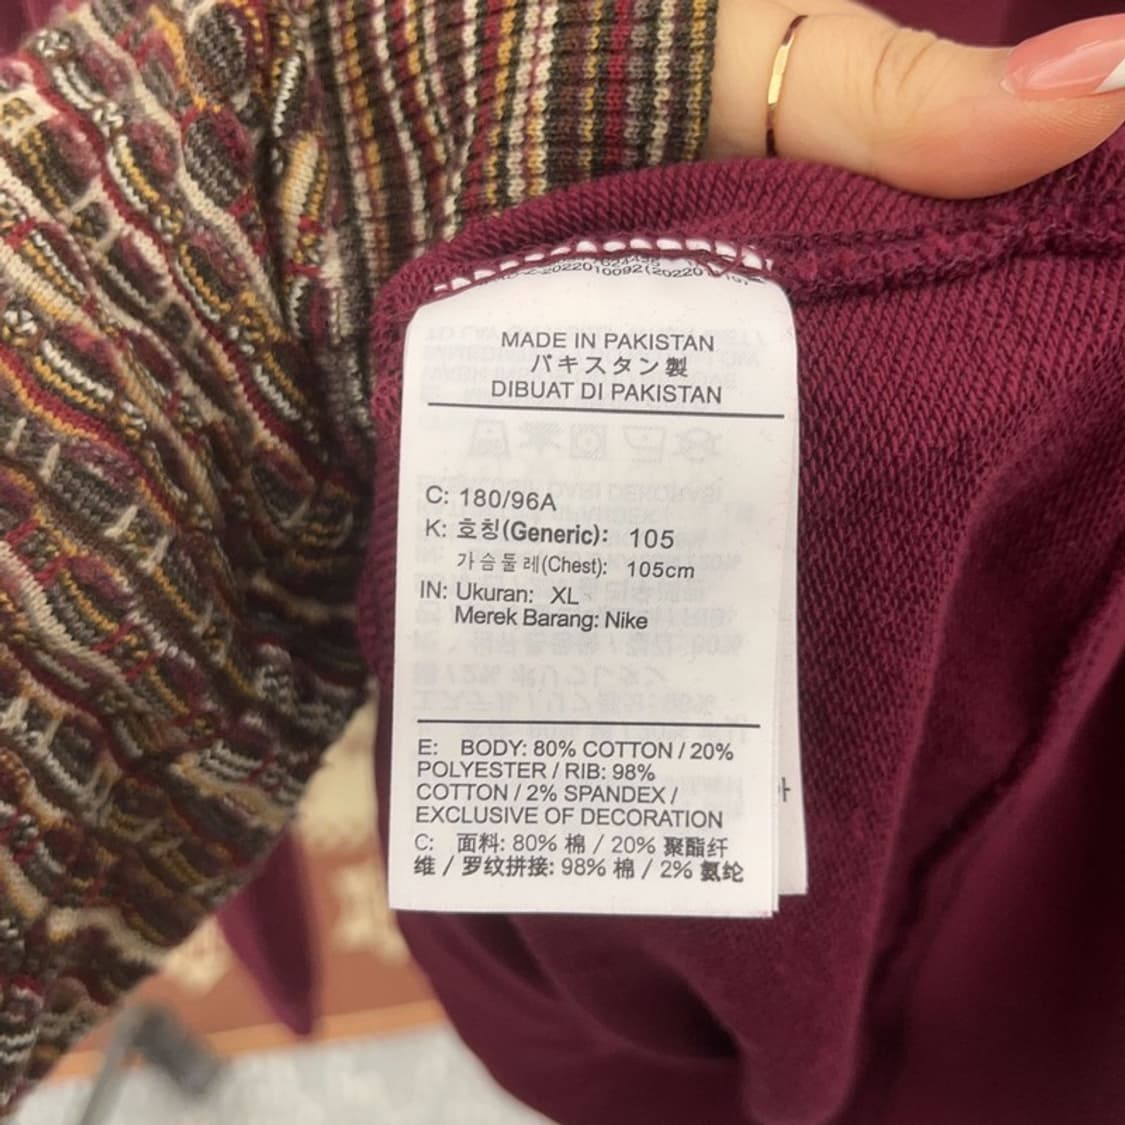 MADE IN PAKISTAN
パキスタン製
DIBUAT DI PAKISTAN
C: 180/96A
K: 호칭(Generic): 105
가슴둘레(Chest): 105cm
IN: Ukuran: XL
Merek Barang: Nike
E: BODY: 80% COTTON / 20%
POLYESTER / RIB: 98%
COTTON / 2% SPANDEX /
EXCLUSIVE OF DECORATION
C: 面料: 80% 棉 / 20% 聚酯纤
维 / 罗纹拼接: 98% 棉 / 2% 氨纶